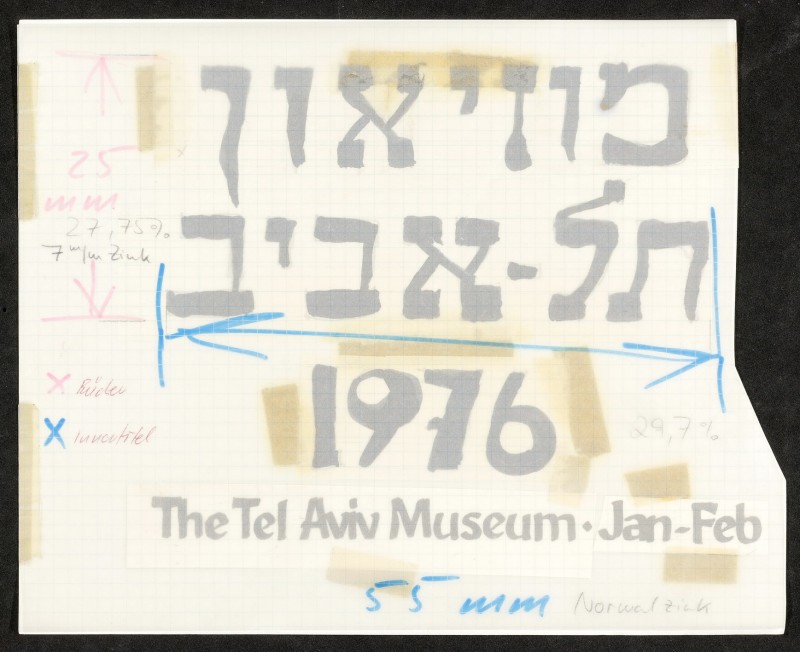 מוזיאון
25
mm
27,75%
7 m/m Zink
תל-אביב
1976
X Rücken
X Innentitel
29,7%
The Tel Aviv Museum · Jan-Feb
55 mm
Normalzink